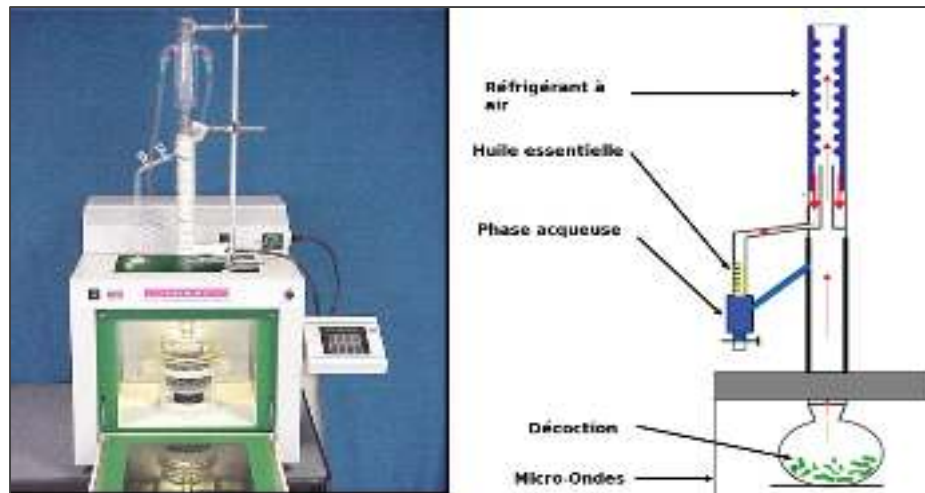 Réfrigérant à
air
Huile essentielle
Phase acqueuse
Décoction
Micro-Ondes